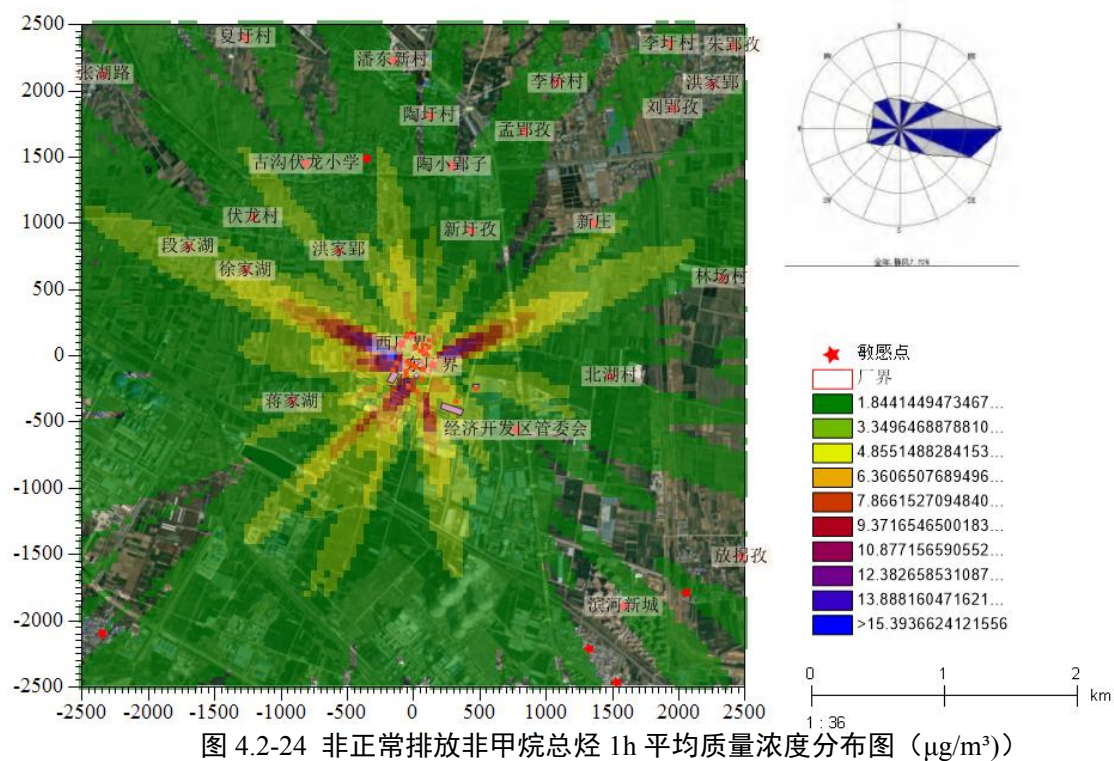 2500
2000
1500
1000
500
0
-500
-1000
-1500
-2000
-2500
-2500 -2000 -1500 -1000 -500 0 500 1000 1500 2000 2500
夏圩村
李圩村
朱郢孜
潘东新村
张湖路
李桥村
洪家郢
陶圩村
刘郢孜
孟郢孜
古沟伏龙小学
陶小郢子
伏龙村
新圩孜
新庄
段家湖
洪家郢
徐家湖
林场村
西厂界
东厂界
北湖村
蒋家湖
经济开发区管委会
放拐孜
滨河新城
N
S
全年,静风7.70%
敏感点
厂界
1.8441449473467...
3.3496468878810...
4.8551488284153...
6.3606507689496...
7.8661527094840...
9.3716546500183...
10.877156590552...
12.382658531087...
13.888160471621...
>15.3936624121556
0 1 2
km
1 : 36
图 4.2-24 非正常排放非甲烷总烃 1h 平均质量浓度分布图（μg/m³））